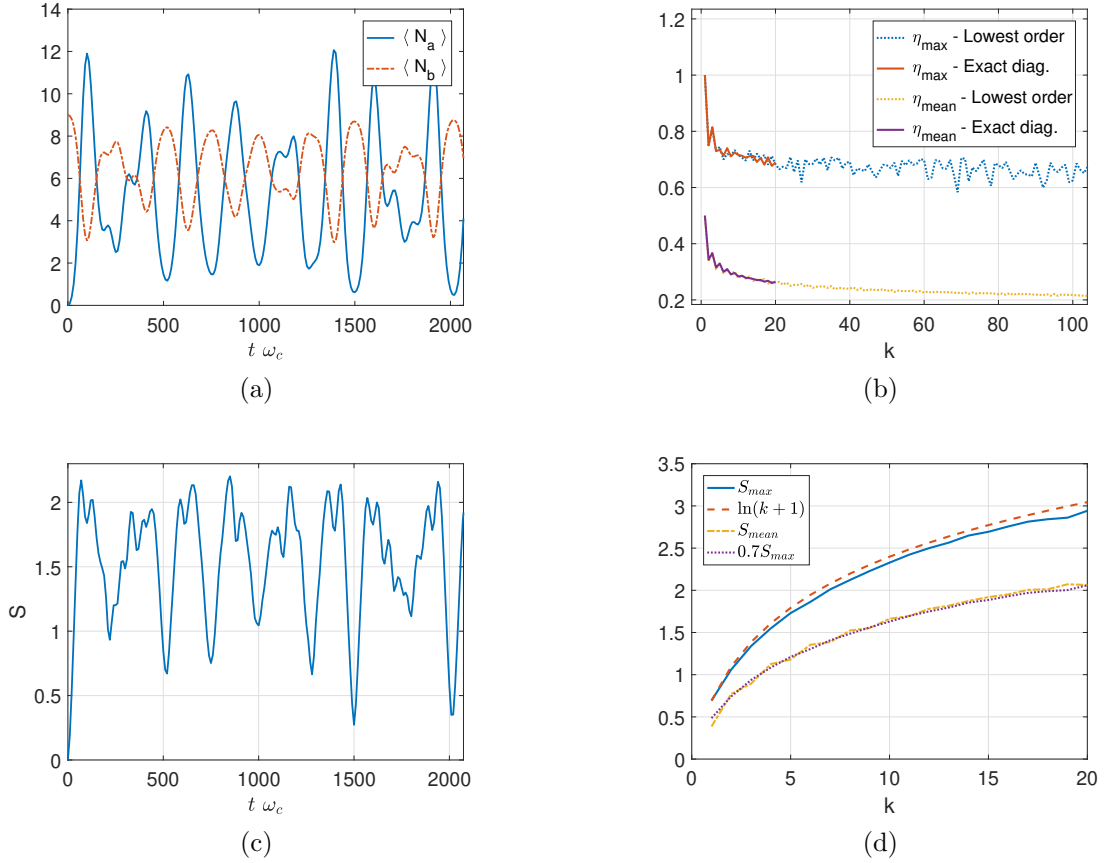 14
12
10
8
6
4
2
0
0 500 1000 1500 2000
t ω_c
⟨ N_a ⟩
⟨ N_b ⟩
(a)
1.2
1
0.8
0.6
0.4
0.2
0 20 40 60 80 100
k
η_max - Lowest order
η_max - Exact diag.
η_mean - Lowest order
η_mean - Exact diag.
(b)
S
2
1.5
1
0.5
0
0 500 1000 1500 2000
t ω_c
(c)
3.5
3
2.5
2
1.5
1
0.5
0
0 5 10 15 20
k
S_max
ln(k + 1)
S_mean
0.7S_max
(d)